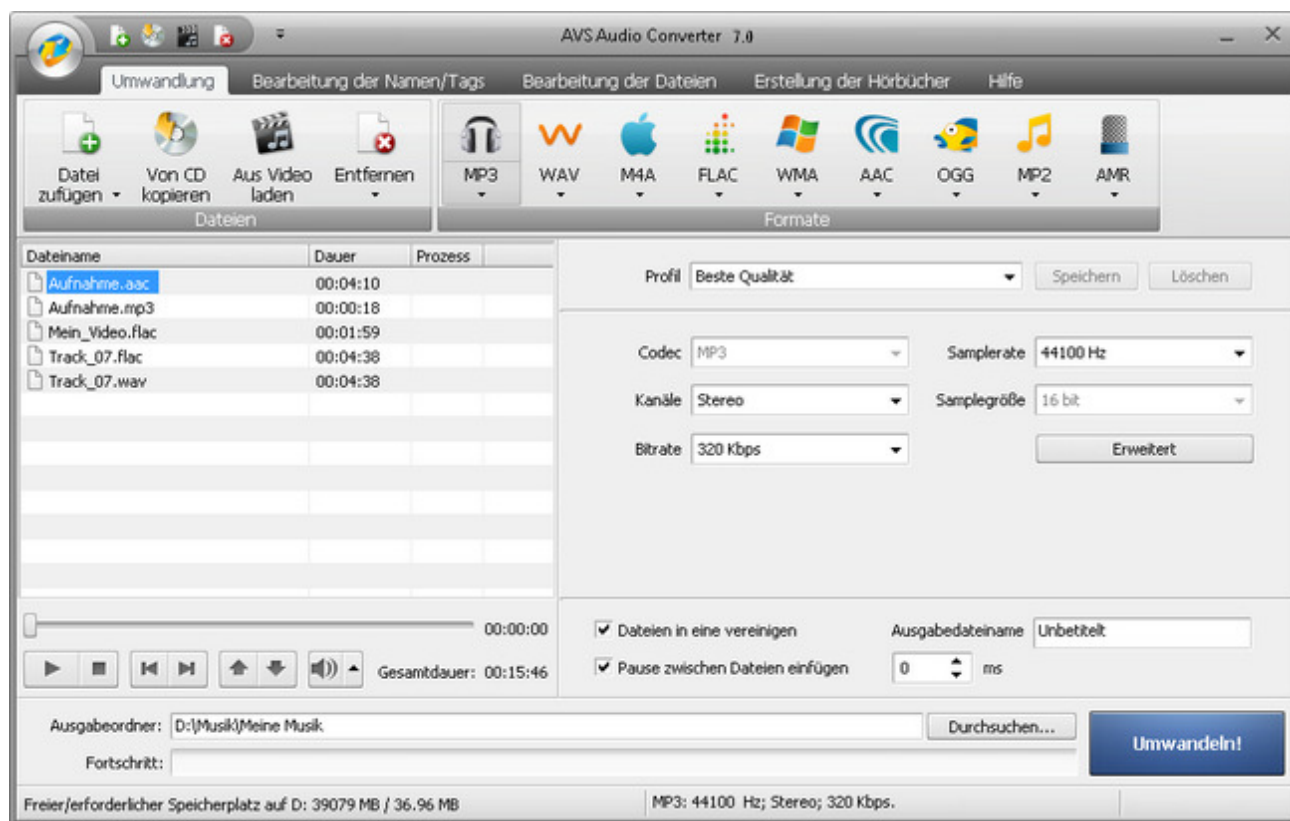 AVS Audio Converter 7.0
Umwandlung Bearbeitung der Namen/Tags Bearbeitung der Dateien Erstellung der Hörbücher Hilfe
Datei zufügen
Von CD kopieren
Aus Video laden
Entfernen
MP3 WAV M4A FLAC WMA AAC OGG MP2 AMR
Dateien
Formate
Dateiname Dauer Prozess
Aufnahme.aac 00:04:10
Aufnahme.mp3 00:00:18
Mein_Video.flac 00:01:59
Track_07.flac 00:04:38
Track_07.wav 00:04:38
Profil Beste Qualität Speichern Löschen
Codec MP3 Samplerate 44100 Hz
Kanäle Stereo Samplegröße 16 bit
Bitrate 320 Kbps Erweitert
00:00:00
Gesamtdauer: 00:15:46
Dateien in eine vereinigen Ausgabedateiname Unbetitelt
Pause zwischen Dateien einfügen 0 ms
Ausgabeordner: D:\Musik\Meine Musik Durchsuchen...
Umwandeln!
Fortschritt:
Freier/erforderlicher Speicherplatz auf D: 39079 MB / 36.96 MB
MP3: 44100 Hz; Stereo; 320 Kbps.